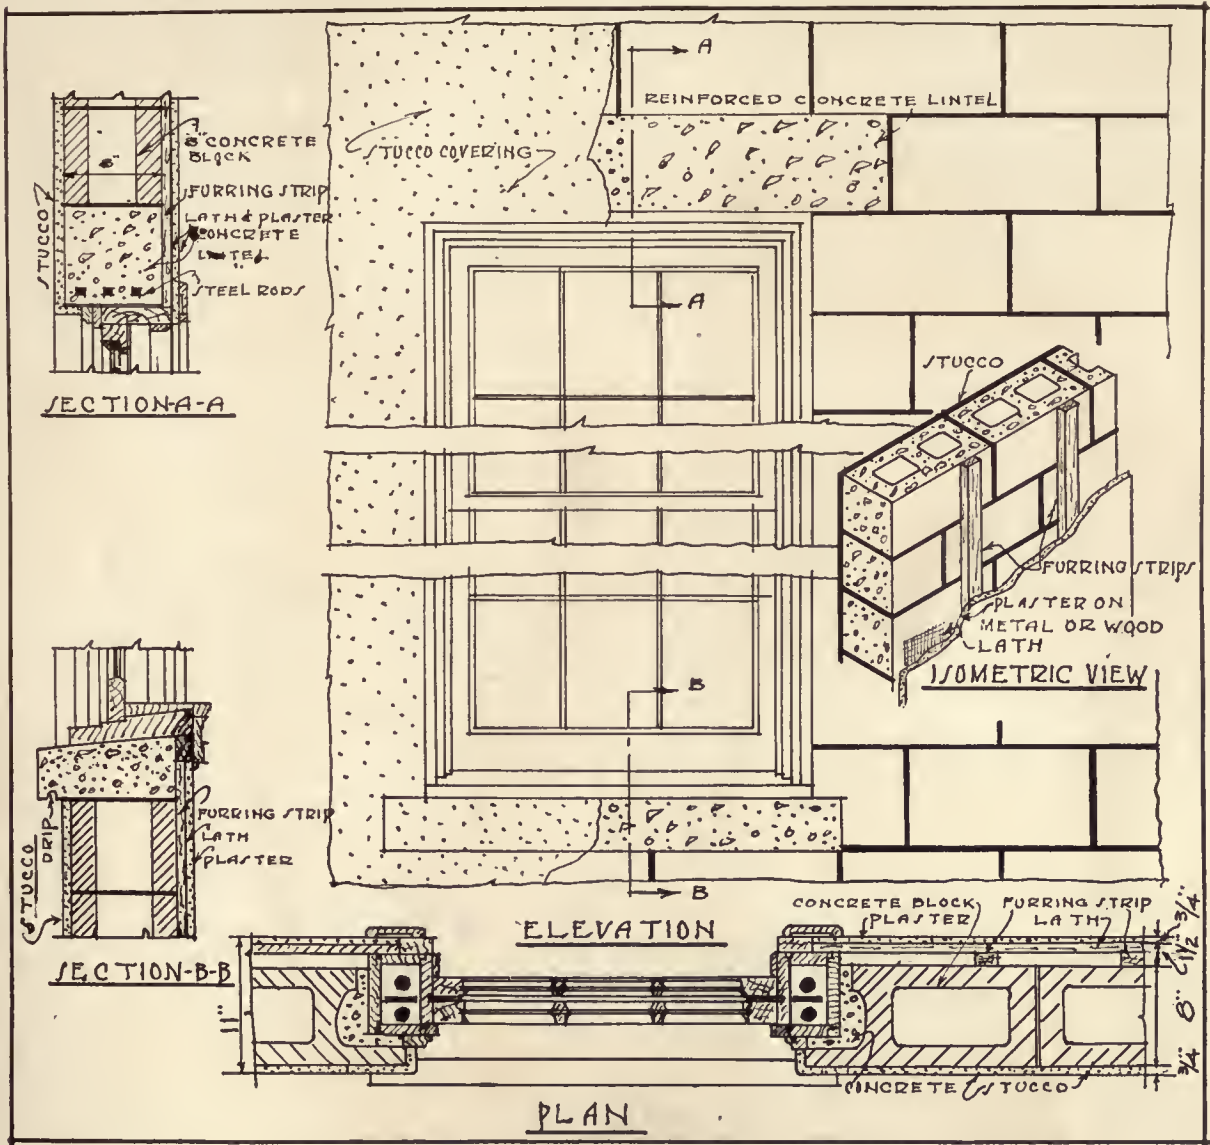 8" CONCRETE
BLOCK
8"
FURRING STRIP
LATH & PLASTER
CONCRETE
LINTEL
STEEL RODS
STUCCO
SECTION-A-A
A
REINFORCED CONCRETE LINTEL
STUCCO COVERING
A
STUCCO
FURRING STRIPS
PLASTER ON
METAL OR WOOD
LATH
ISOMETRIC VIEW
B
B
ELEVATION
FURRING STRIP
LATH
PLASTER
DRIP
STUCCO
SECTION-B-B
CONCRETE BLOCK
PLASTER
FURRING STRIP
LATH
3/4"
1 1/2"
8"
3/4"
11"
CONCRETE
STUCCO
PLAN